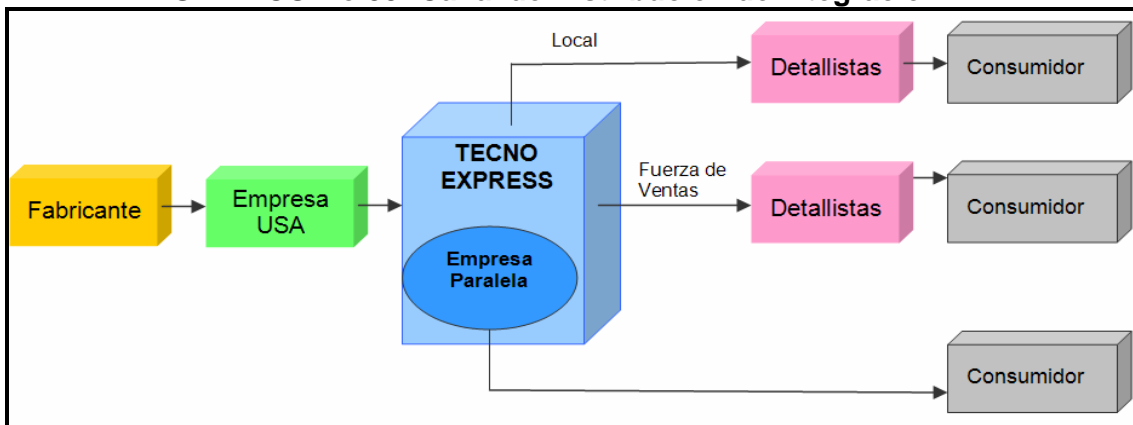 Local
Detallistas
Consumidor
TECNO
EXPRESS
Fuerza de
Ventas
Fabricante
Empresa
USA
Detallistas
Consumidor
Empresa
Paralela
Consumidor